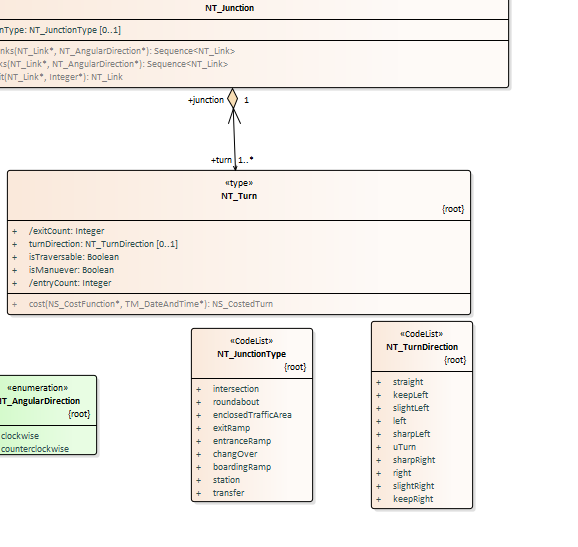 NT_Junction
nType: NT_JunctionType [0..1]
nks(NT_Link*, NT_AngularDirection*): Sequence<NT_Link>
ks(NT_Link*, NT_AngularDirection*): Sequence<NT_Link>
it(NT_Link*, Integer*): NT_Link
+junction 1
+turn 1..*
«type»
NT_Turn
{root}
+ /exitCount: Integer
+ turnDirection: NT_TurnDirection [0..1]
+ isTraversable: Boolean
+ isManuever: Boolean
+ /entryCount: Integer
+ cost(NS_CostFunction*, TM_DateAndTime*): NS_CostedTurn
«enumeration»
NT_AngularDirection
{root}
clockwise
counterclockwise
«CodeList»
NT_JunctionType
{root}
+ intersection
+ roundabout
+ enclosedTrafficArea
+ exitRamp
+ entranceRamp
+ changOver
+ boardingRamp
+ station
+ transfer
«CodeList»
NT_TurnDirection
{root}
+ straight
+ keepLeft
+ slightLeft
+ left
+ sharpLeft
+ uTurn
+ sharpRight
+ right
+ slightRight
+ keepRight